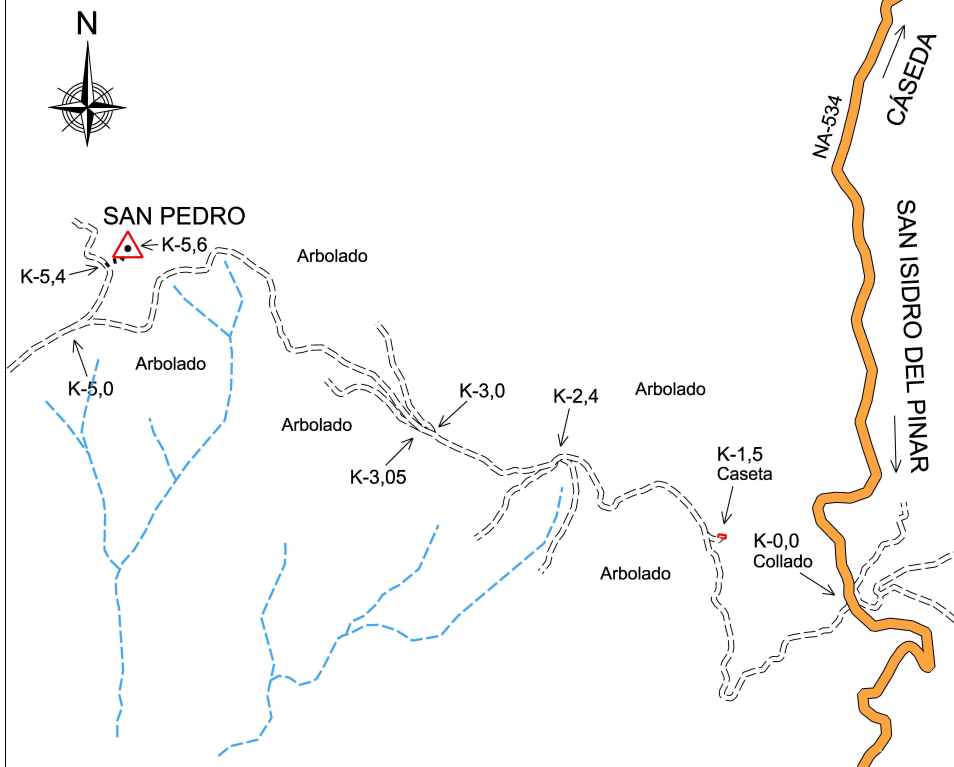 N
CÁSEDA
NA-534
SAN PEDRO
K-5,6
K-5,4
Arbolado
SAN ISIDRO DEL PINAR
Arbolado
K-5,0
K-3,0
K-2,4
Arbolado
Arbolado
K-3,05
K-1,5
Caseta
K-0,0
Collado
Arbolado